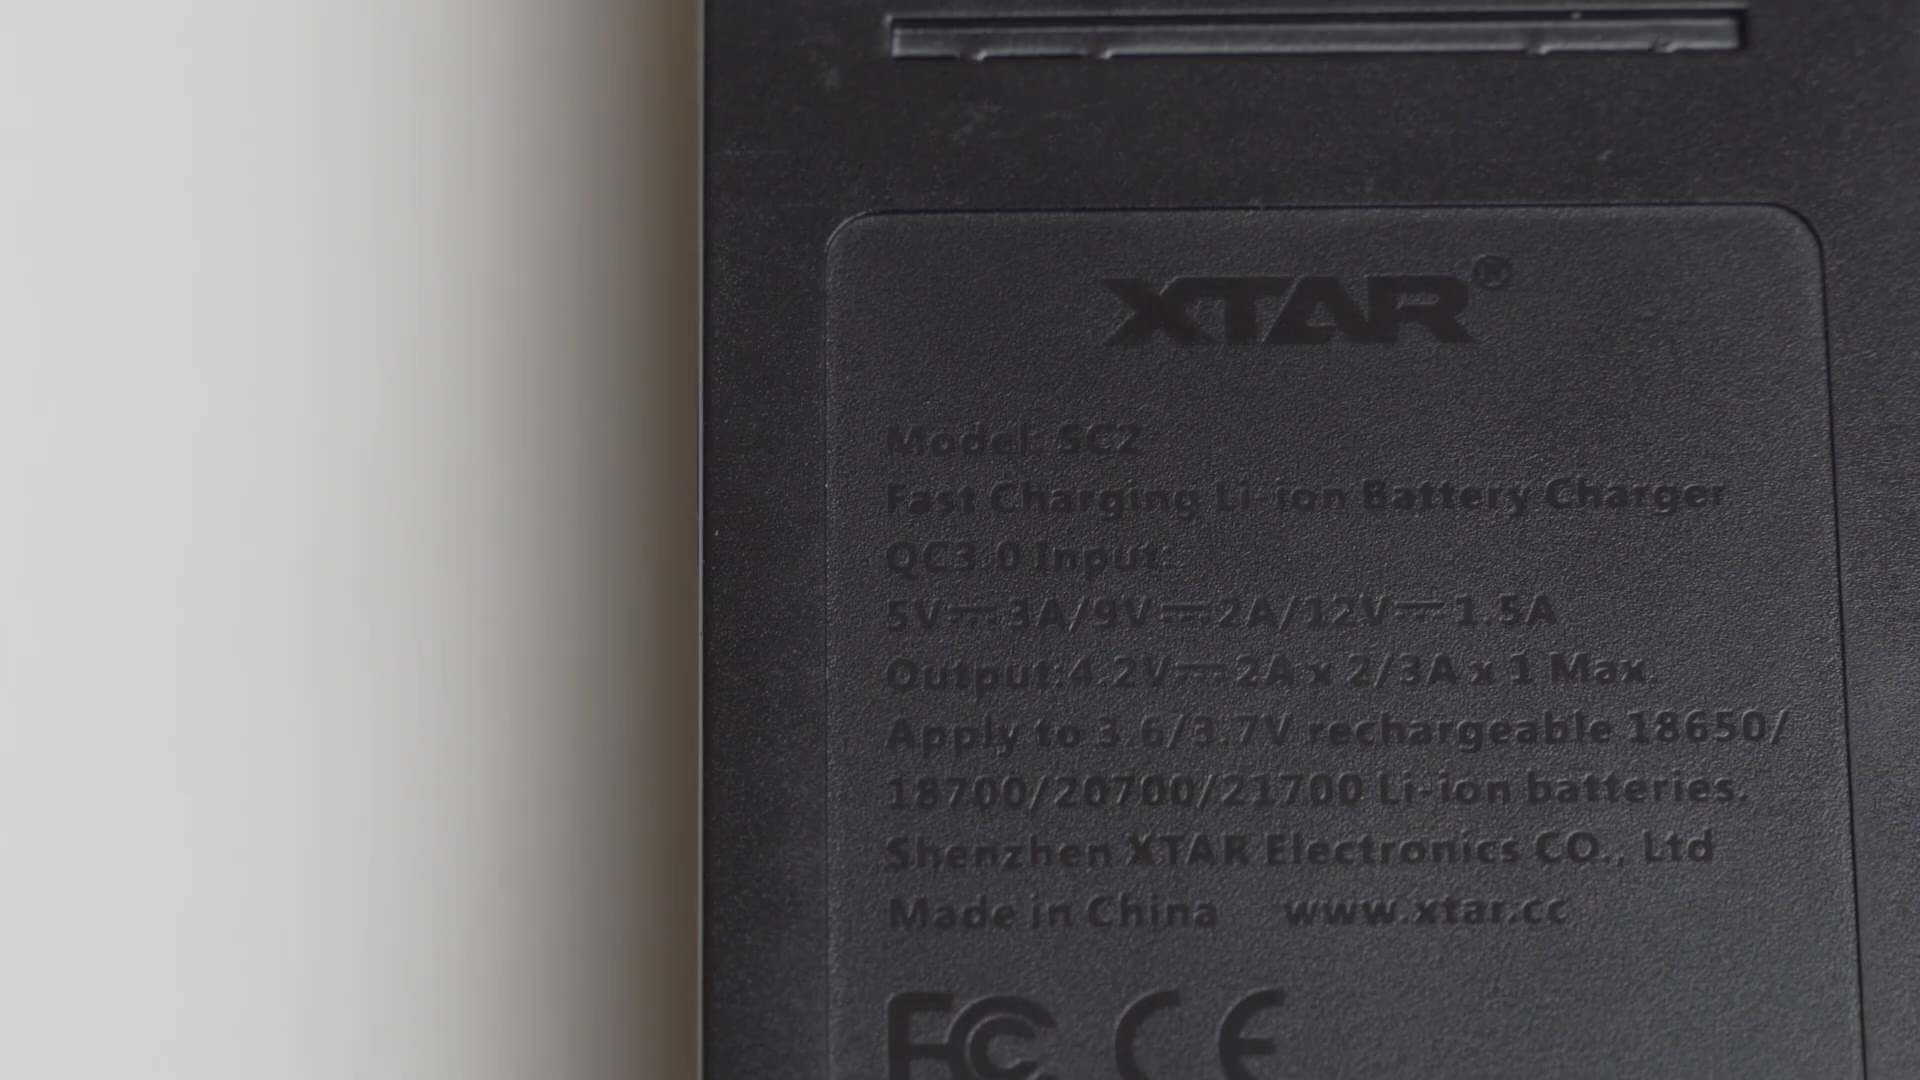 XTAR®
Model: SC2
Fast Charging Li-ion Battery Charger
QC3.0 Input:
5V⎓3A/9V⎓2A/12V⎓1.5A
Output:4.2V⎓2A x 2/3A x 1 Max.
Apply to 3.6/3.7V rechargeable 18650/
18700/20700/21700 Li-ion batteries.
Shenzhen XTAR Electronics CO., Ltd
Made in China www.xtar.cc
FC CE